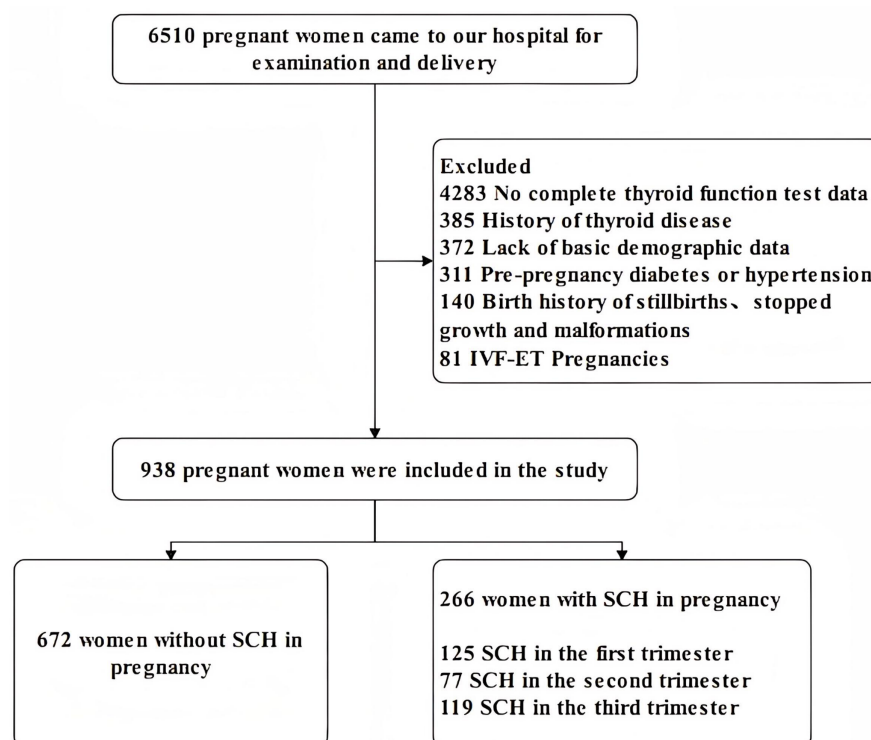 6510 pregnant women came to our hospital for
examination and delivery
Excluded
4283 No complete thyroid function test data
385 History of thyroid disease
372 Lack of basic demographic data
311 Pre-pregnancy diabetes or hypertension
140 Birth history of stillbirths、stopped
growth and malformations
81 IVF-ET Pregnancies
938 pregnant women were included in the study
672 women without SCH in
pregnancy
266 women with SCH in pregnancy
125 SCH in the first trimester
77 SCH in the second trimester
119 SCH in the third trimester